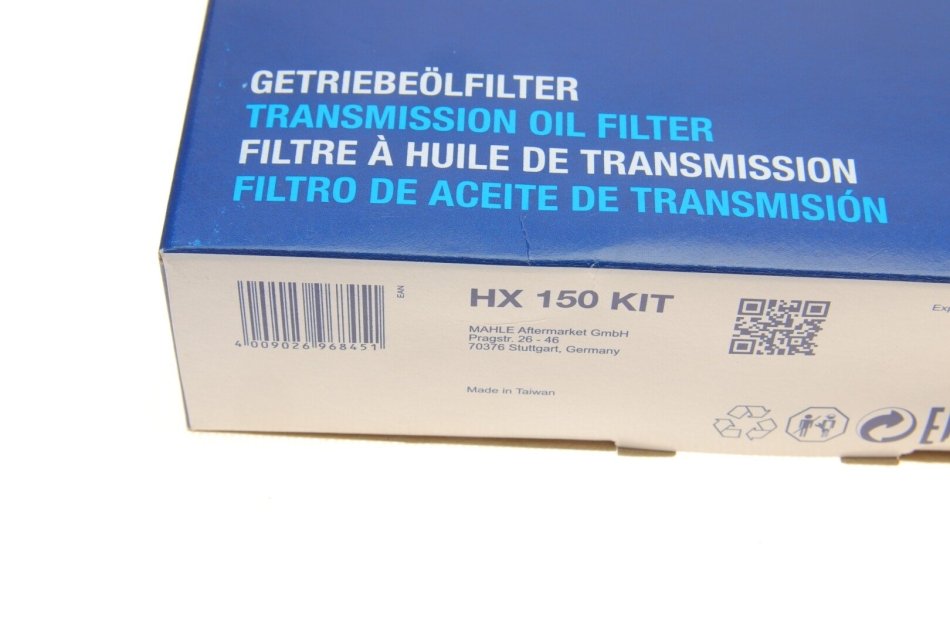 GETRIEBEÖLFILTER
TRANSMISSION OIL FILTER
FILTRE À HUILE DE TRANSMISSION
FILTRO DE ACEITE DE TRANSMISIÓN
EAN
4 009026 968451
HX 150 KIT
MAHLE Aftermarket GmbH
Pragstr. 26 - 46
70376 Stuttgart, Germany
Made in Taiwan